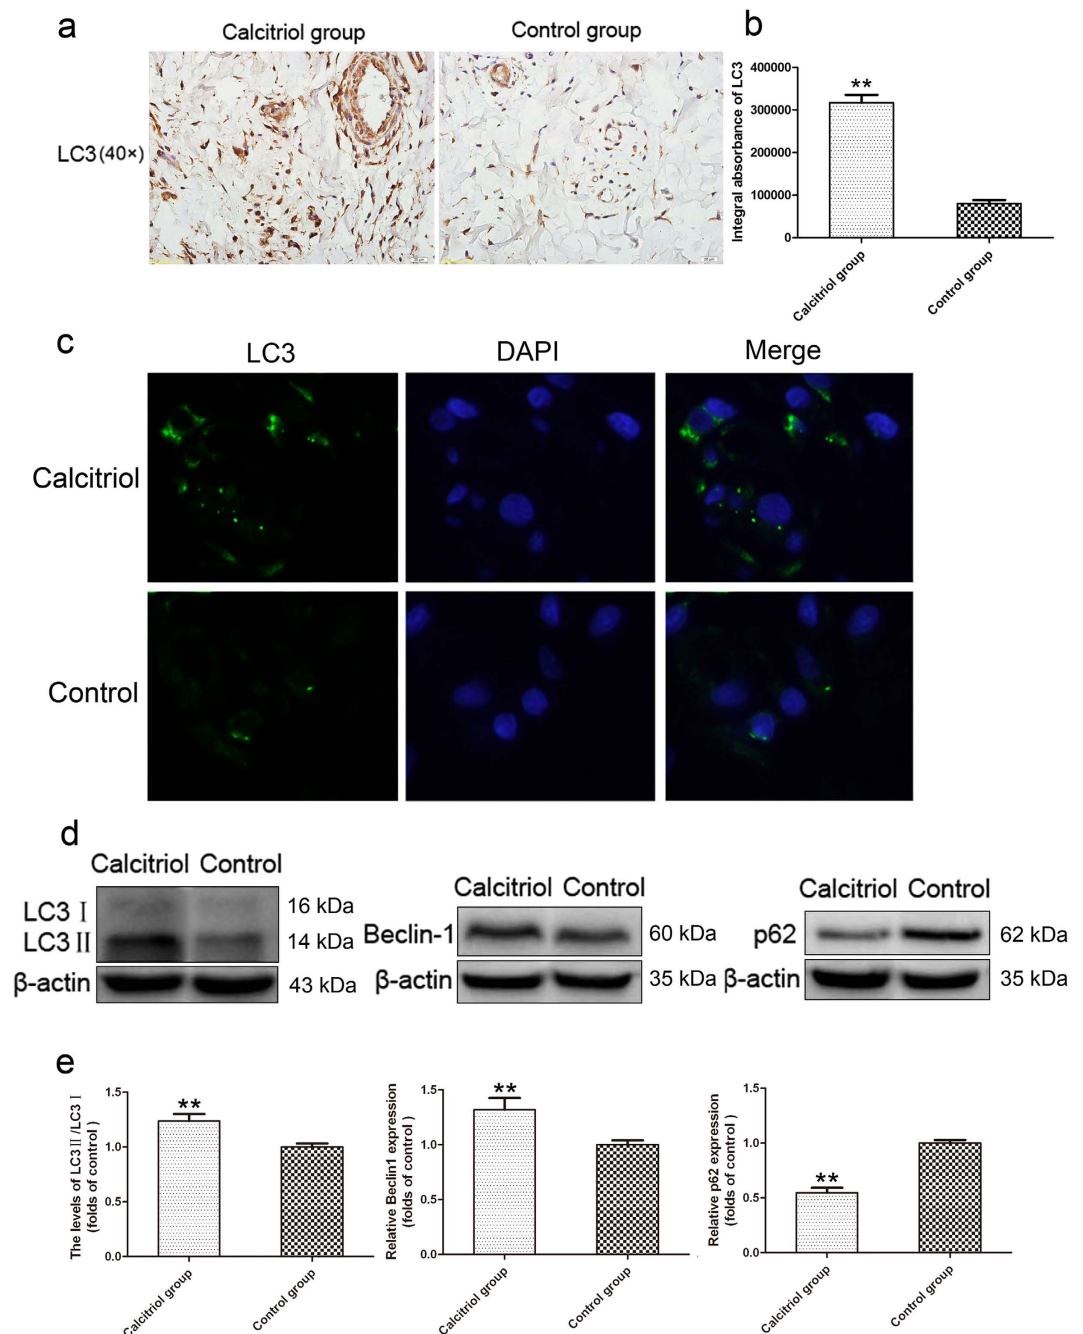 a
Calcitriol group
Control group
LC3(40×)
b
Integral absorbance of LC3
400000
300000
200000
100000
0
**
Calcitriol group
Control group
c
LC3
DAPI
Merge
Calcitriol
Control
d
Calcitriol Control
LC3 Ⅰ
16 kDa
LC3 Ⅱ
14 kDa
β-actin
43 kDa
Calcitriol Control
Beclin-1
60 kDa
β-actin
35 kDa
Calcitriol Control
p62
62 kDa
β-actin
35 kDa
e
The levels of LC3Ⅱ/LC3Ⅰ
(folds of control)
1.5
1.0
0.5
0.0
**
Calcitriol group
Control group
Relative Beclin1 expression
(folds of control)
1.5
1.0
0.5
0.0
**
Calcitriol group
Control group
Relative p62 expression
(folds of control)
1.5
1.0
0.5
0.0
**
Calcitriol group
Control group